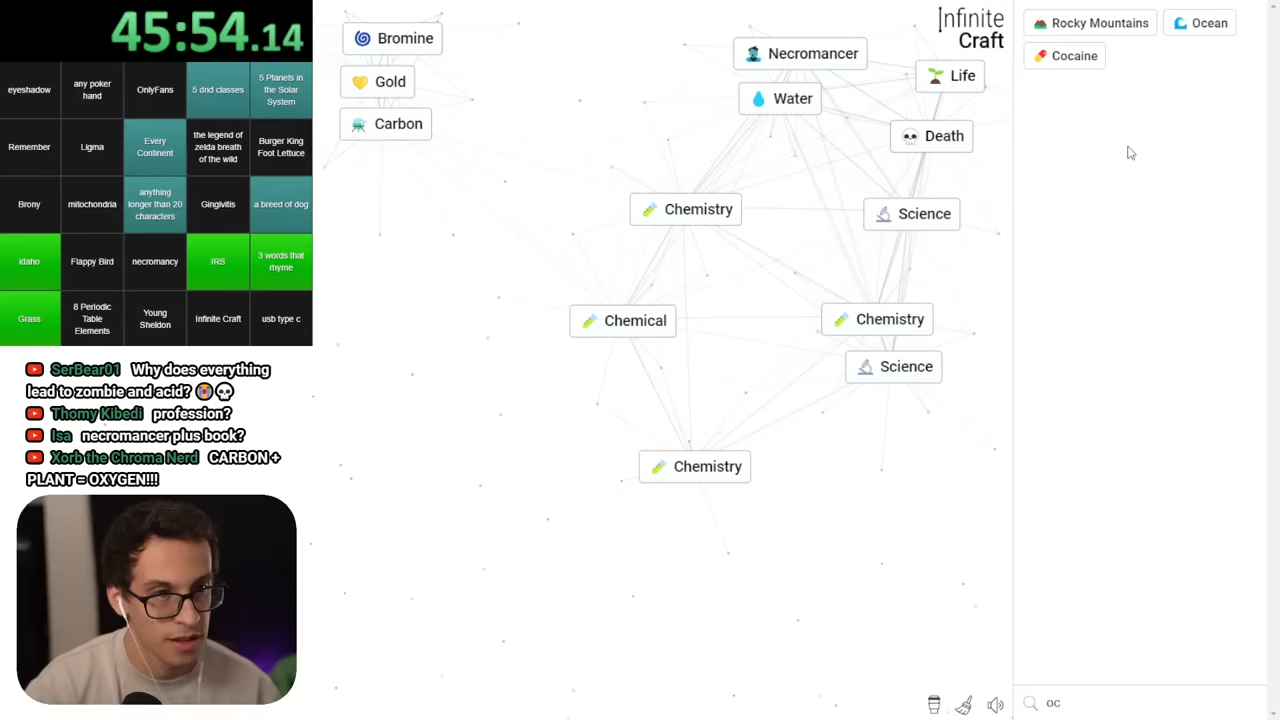 45:54.14
eyeshadow
any poker
hand
OnlyFans
5 dnd classes
5 Planets in
the Solar
System
Remember
Ligma
Every
Continent
the legend of
zelda breath
of the wild
Burger King
Foot Lettuce
Brony
mitochondria
anything
longer than 20
characters
Gingivilis
a breed of dog
idaho
Flappy Bird
necromancy
IRS
3 words that
rhyme
Grass
8 Periodic
Table
Elements
Young
Sheldon
Infinite Craft
usb type c
SerBear01 Why does everything
lead to zombie and acid?
Thomy Kibedi profession?
Isa necromancer plus book?
Xorb the Chroma Nerd CARBON +
PLANT = OXYGEN!!!
Bromine
Gold
Carbon
Necromancer
Water
Life
Death
Chemistry
Science
Chemical
Chemistry
Science
Chemistry
Infinite
Craft
Rocky Mountains
Ocean
Cocaine
oc